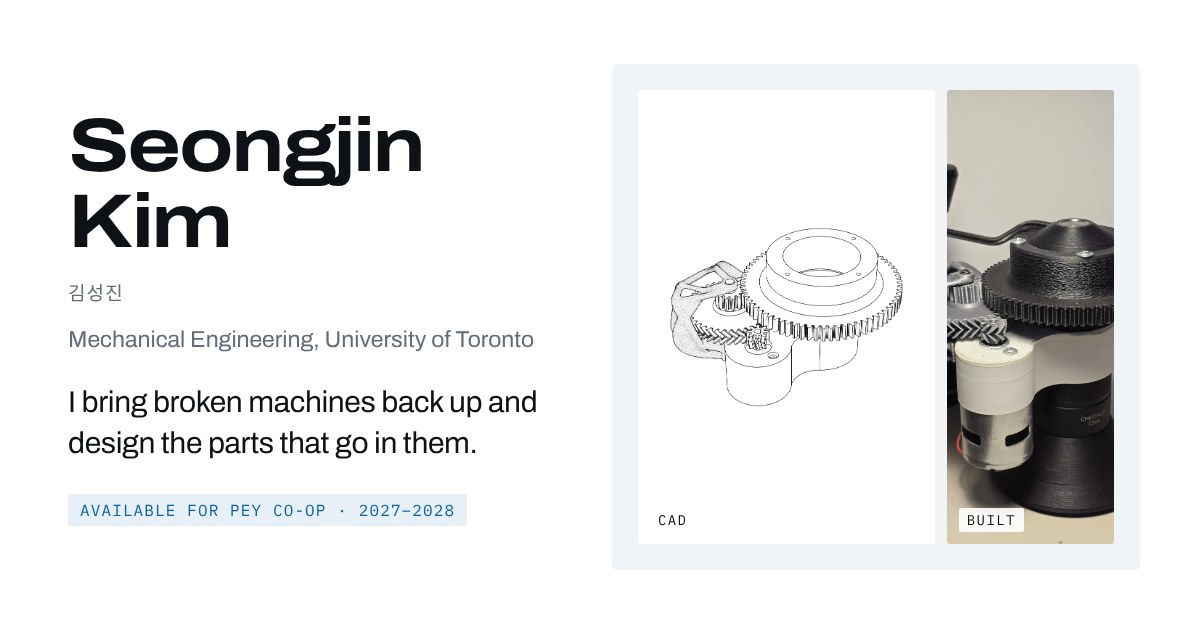 Seongjin
Kim
김성진
Mechanical Engineering, University of Toronto
I bring broken machines back up and
design the parts that go in them.
AVAILABLE FOR PEY CO-OP · 2027–2028
CAD
BUILT